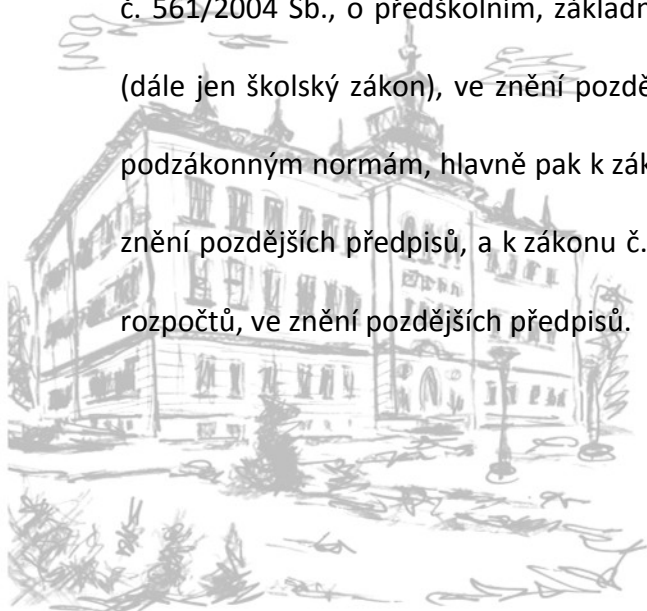 č. 561/2004 Sb., o předškolním, základn
(dále jen školský zákon), ve znění pozdě
podzákonným normám, hlavně pak k zák
znění pozdějších předpisů, a k zákonu č.
rozpočtů, ve znění pozdějších předpisů.